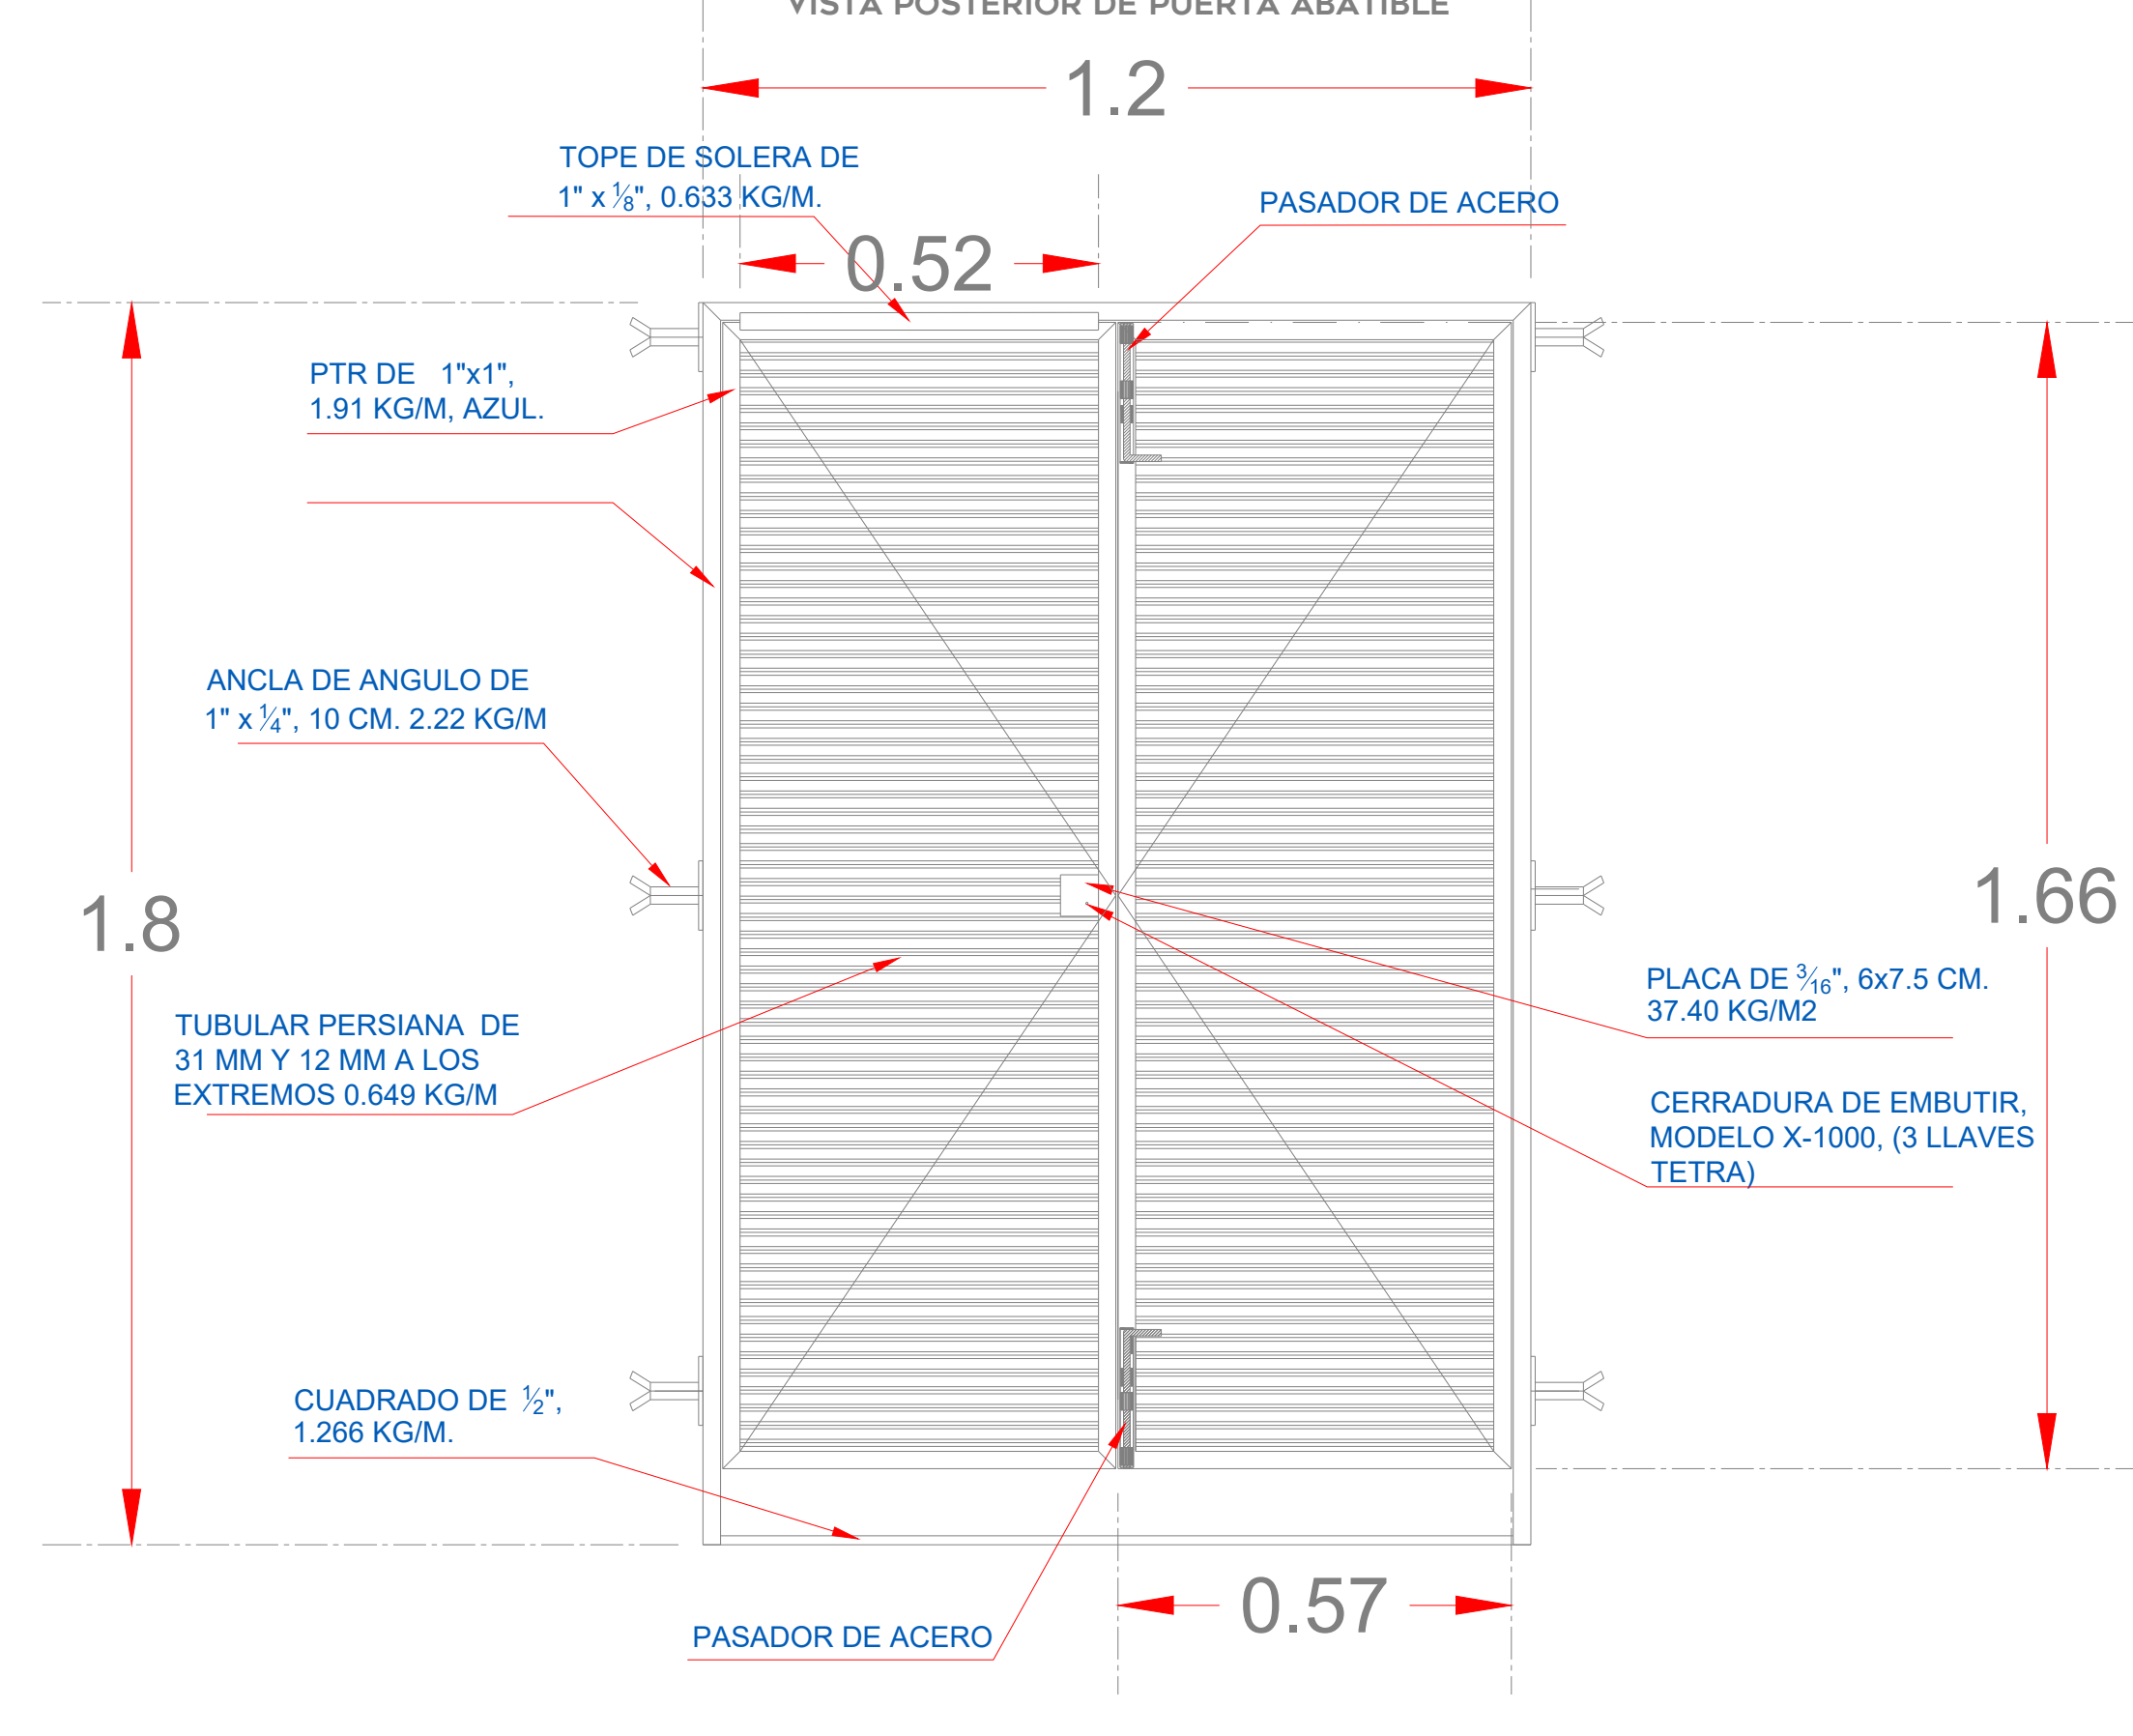 VISTA POSTERIOR DE PUERTA ABATIBLE
1.2
TOPE DE SOLERA DE
1" x 1/8", 0.633 KG/M.
PASADOR DE ACERO
0.52
PTR DE 1"x1",
1.91 KG/M, AZUL.
ANCLA DE ANGULO DE
1" x 1/4", 10 CM. 2.22 KG/M
1.8
1.66
PLACA DE 3/16", 6x7.5 CM.
37.40 KG/M2
TUBULAR PERSIANA DE
31 MM Y 12 MM A LOS
EXTREMOS 0.649 KG/M
CERRADURA DE EMBUTIR,
MODELO X-1000, (3 LLAVES
TETRA)
CUADRADO DE 1/2",
1.266 KG/M.
0.57
PASADOR DE ACERO